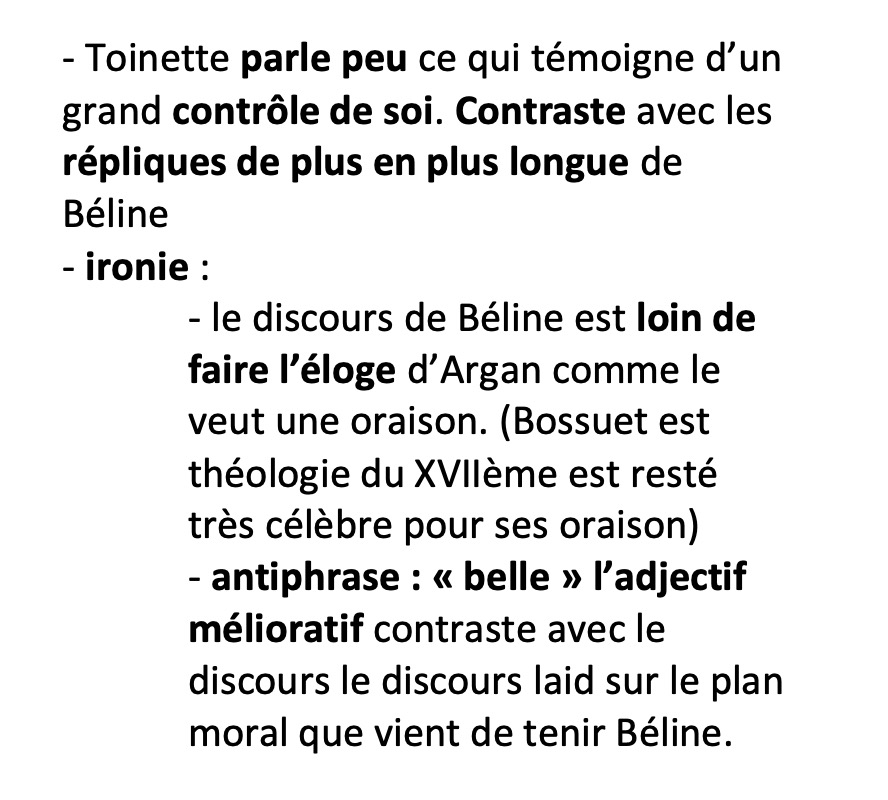 - Toinette parle peu ce qui témoigne d’un
grand contrôle de soi. Contraste avec les
répliques de plus en plus longue de
Béline
- ironie :
- le discours de Béline est loin de
faire l’éloge d’Argan comme le
veut une oraison. (Bossuet est
théologie du XVIIème est resté
très célèbre pour ses oraison)
- antiphrase : « belle » l’adjectif
mélioratif contraste avec le
discours le discours laid sur le plan
moral que vient de tenir Béline.